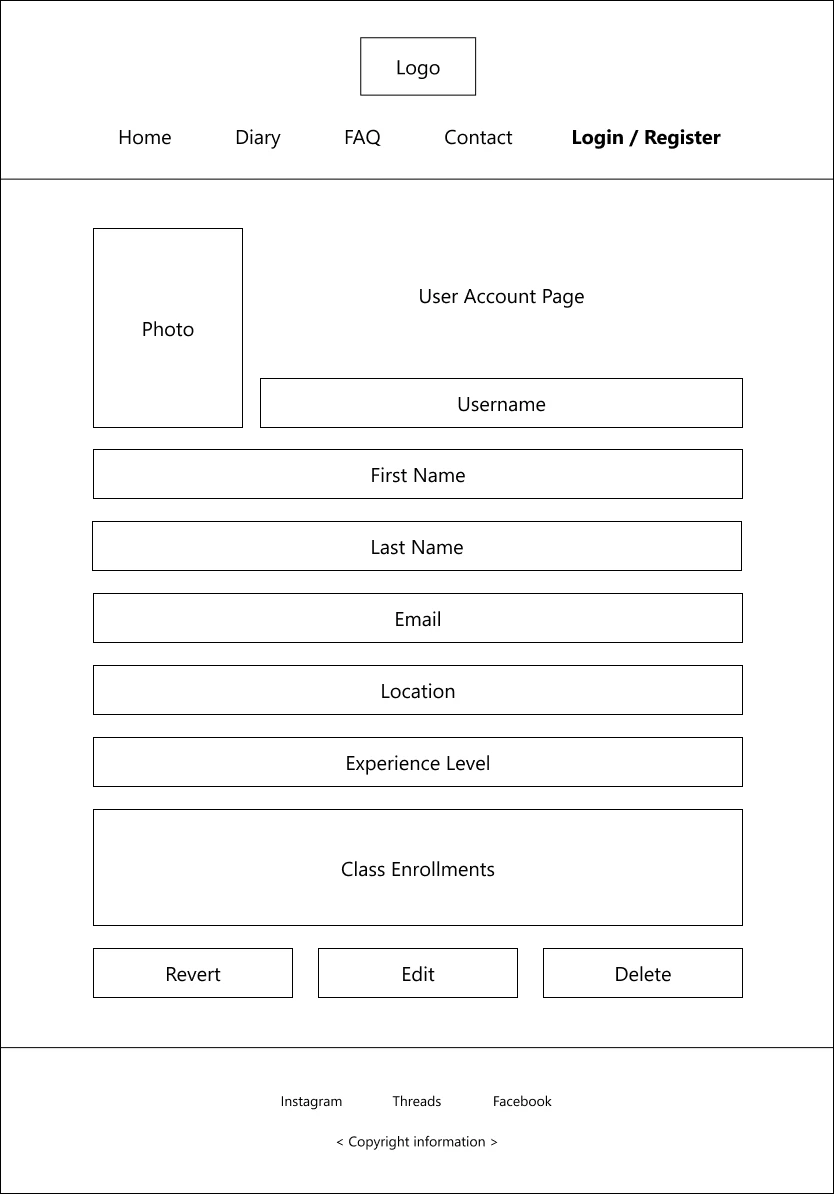 Logo
Home Diary FAQ Contact Login / Register
User Account Page
Photo
Username
First Name
Last Name
Email
Location
Experience Level
Class Enrollments
Revert Edit Delete
Instagram Threads Facebook
< Copyright information >